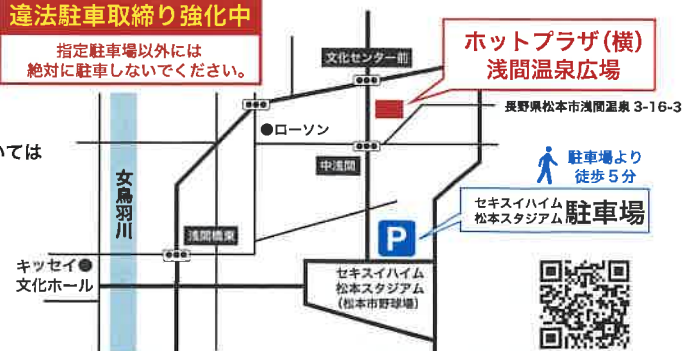 違法駐車取締り強化中
指定駐車場以外には
絶対に駐車しないでください。
文化センター前
ホットプラザ(横)
浅間温泉広場
長野県松本市浅間温泉 3-16-3
●ローソン
いては
中浅間
駐車場より
徒歩5分
女鳥羽川
セキスイハイム
松本スタジアム
駐車場
P
浅間橋東
キッセイ●
文化ホール
セキスイハイム
松本スタジアム
(松本市野球場)